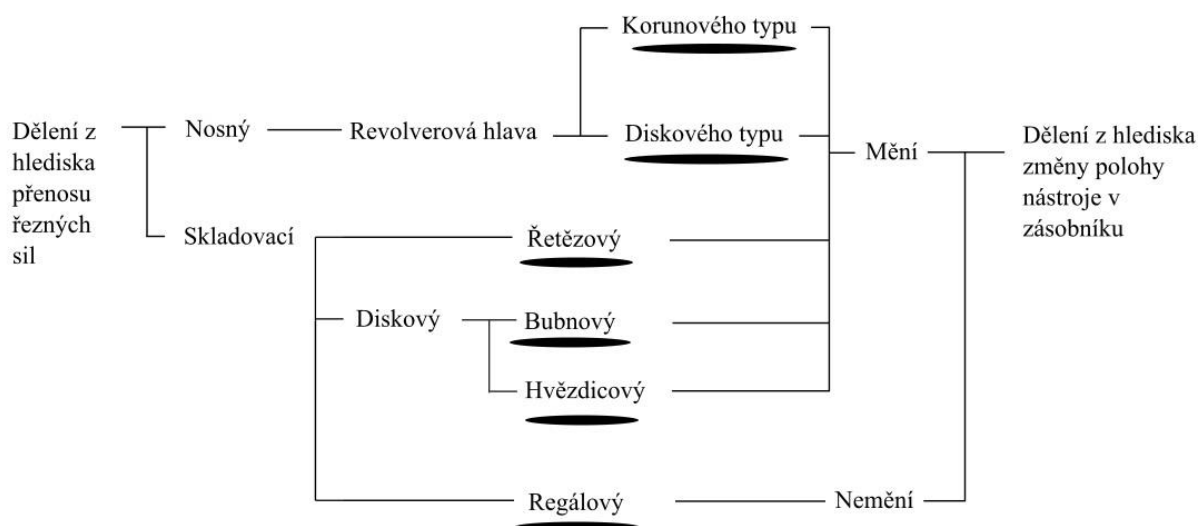 Korunového typu
Dělení z
hlediska
přenosu
řezných
sil
Nosný
Revolverová hlava
Diskového typu
Mění
Dělení z hlediska
změny polohy
nástroje v
zásobníku
Skladovací
Řetězový
Diskový
Bubnový
Hvězdicový
Regálový
Nemění